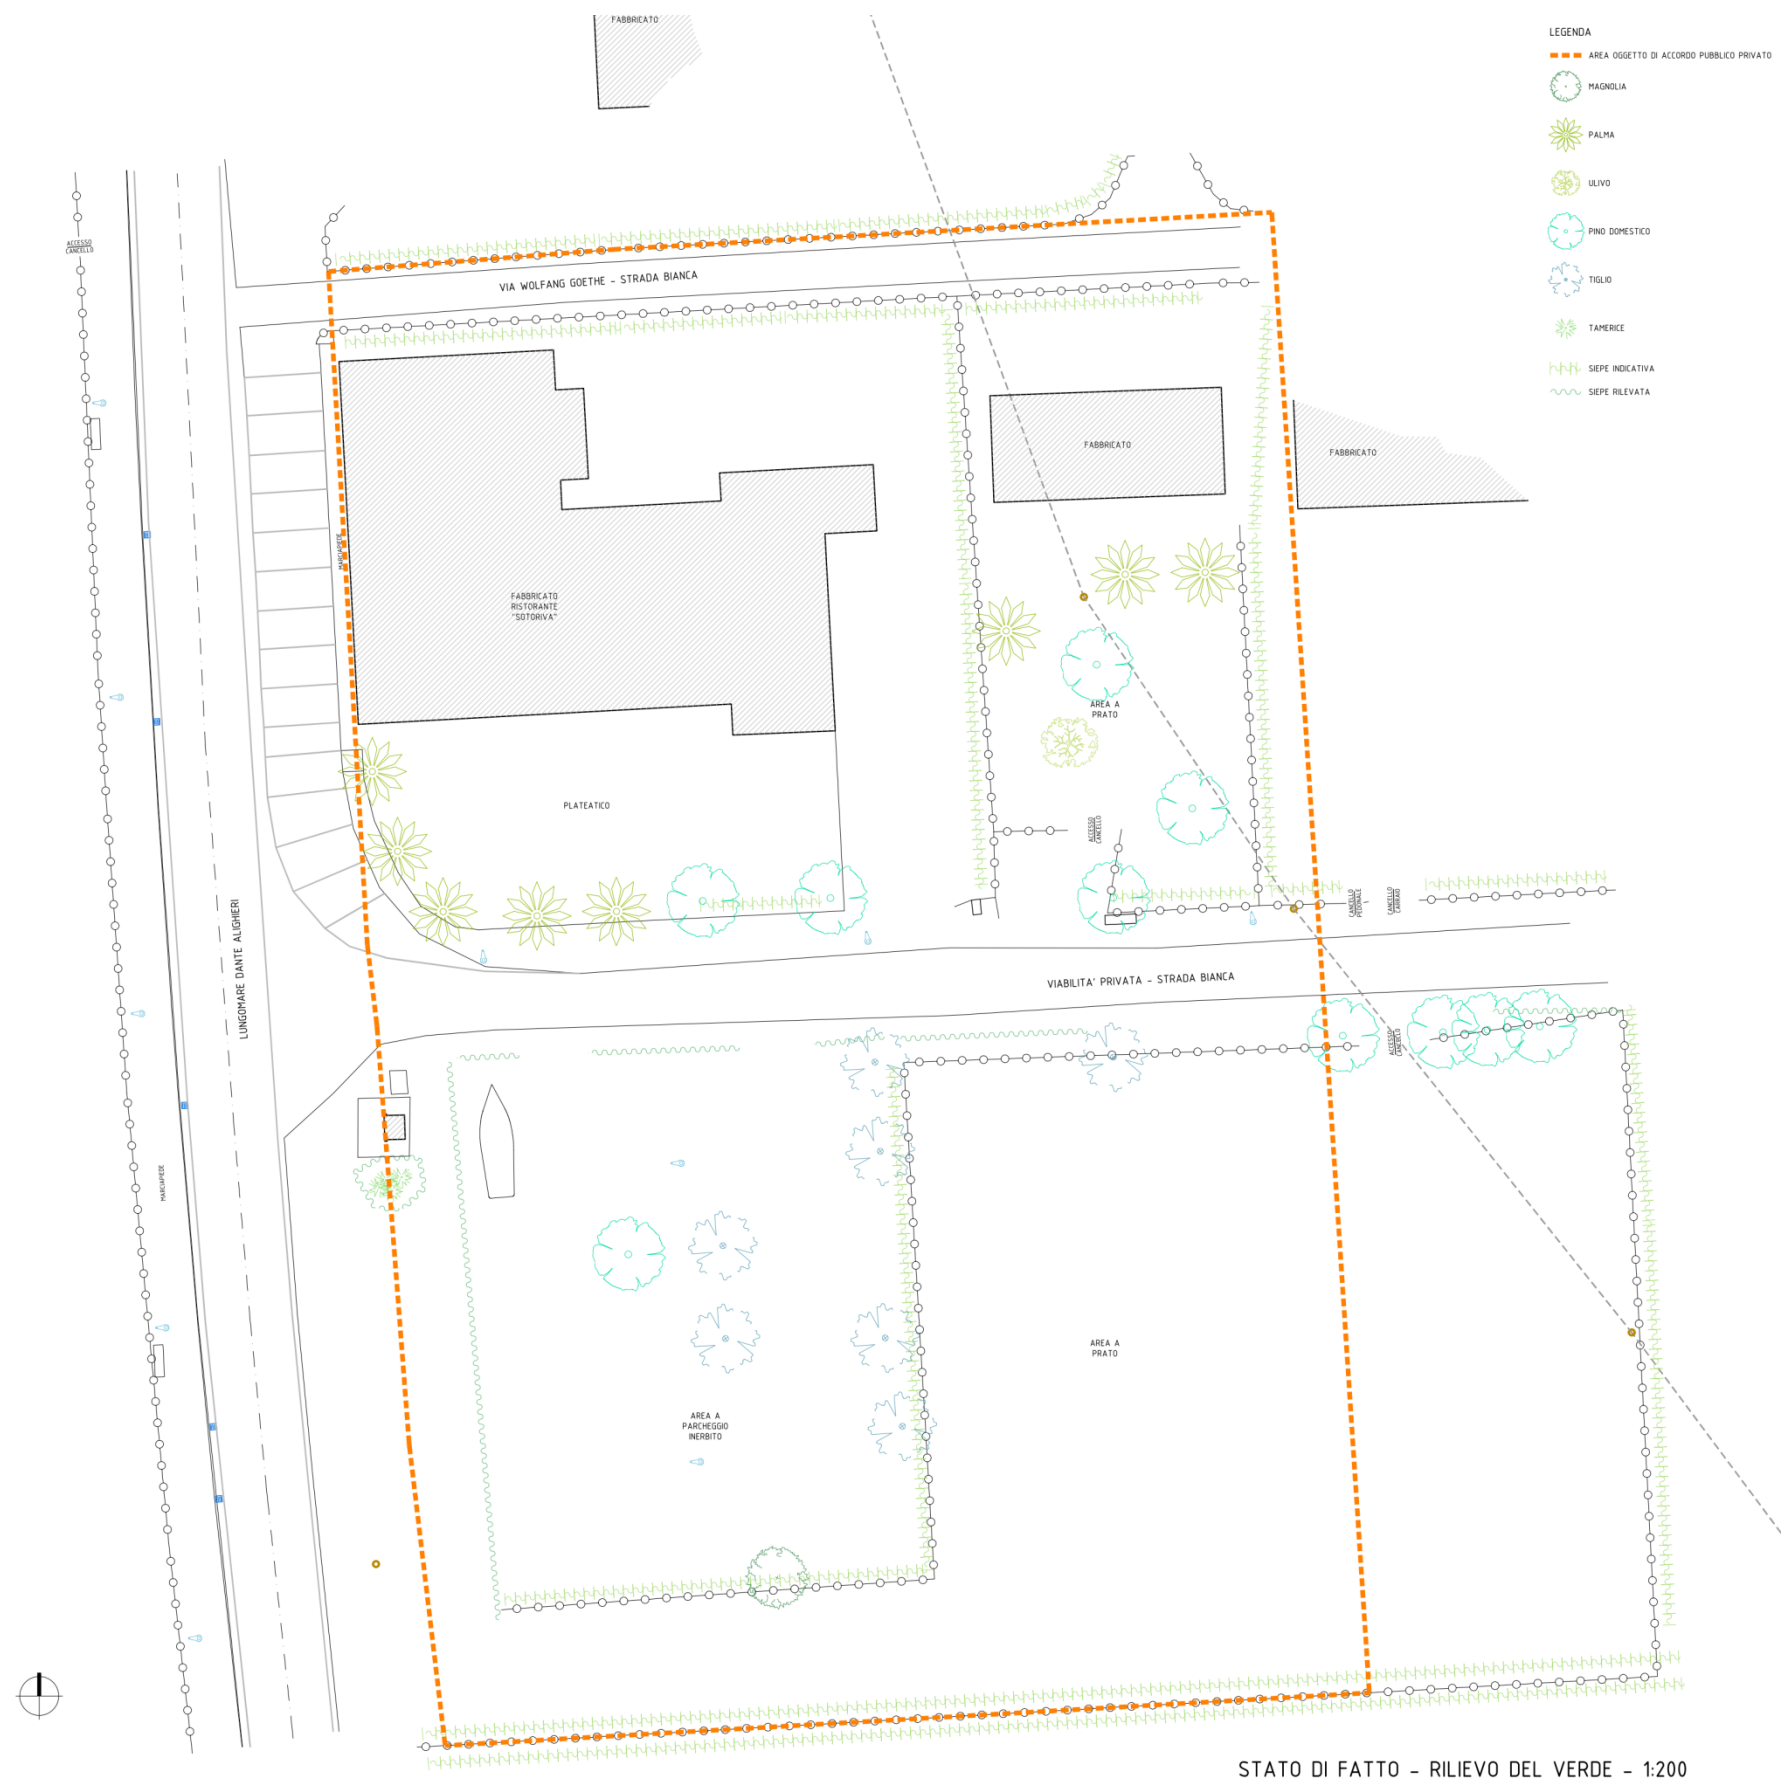 FABBRICATO
LEGENDA
AREA OGGETTO DI ACCORDO PUBBLICO PRIVATO
MAGNOLIA
PALMA
ULIVO
PINO DOMESTICO
TIGLIO
TAMERICE
SIEPE INDICATIVA
SIEPE RILEVATA
ACCESSO
CANCELLO
VIA WOLFANG GOETHE - STRADA BIANCA
FABBRICATO
FABBRICATO
MARCIAPIEDE
FABBRICATO
RISTORANTE
"SOTORIVA"
AREA A
PRATO
PLATEATICO
ACCESSO
CANCELLO
CANCELLO
PEDONALE
CANCELLO
CARRAIO
LUNGOMARE DANTE ALIGHIERI
VIABILITA' PRIVATA - STRADA BIANCA
ACCESSO
CANCELLO
MARCIAPIEDE
AREA A
PRATO
AREA A
PARCHEGGIO
INERBITO
STATO DI FATTO - RILIEVO DEL VERDE - 1:200